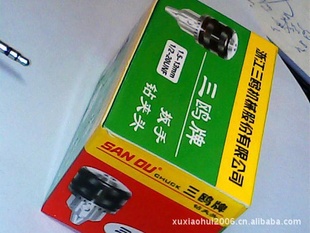 浙江三鸥机械股份有限公司
三鸥牌
扳手
钻夹头
1.5-13mm
1/2-20UNF
SAN OU
CHUCK
三鸥牌
xuxiaohui2006.@.alibaba.com